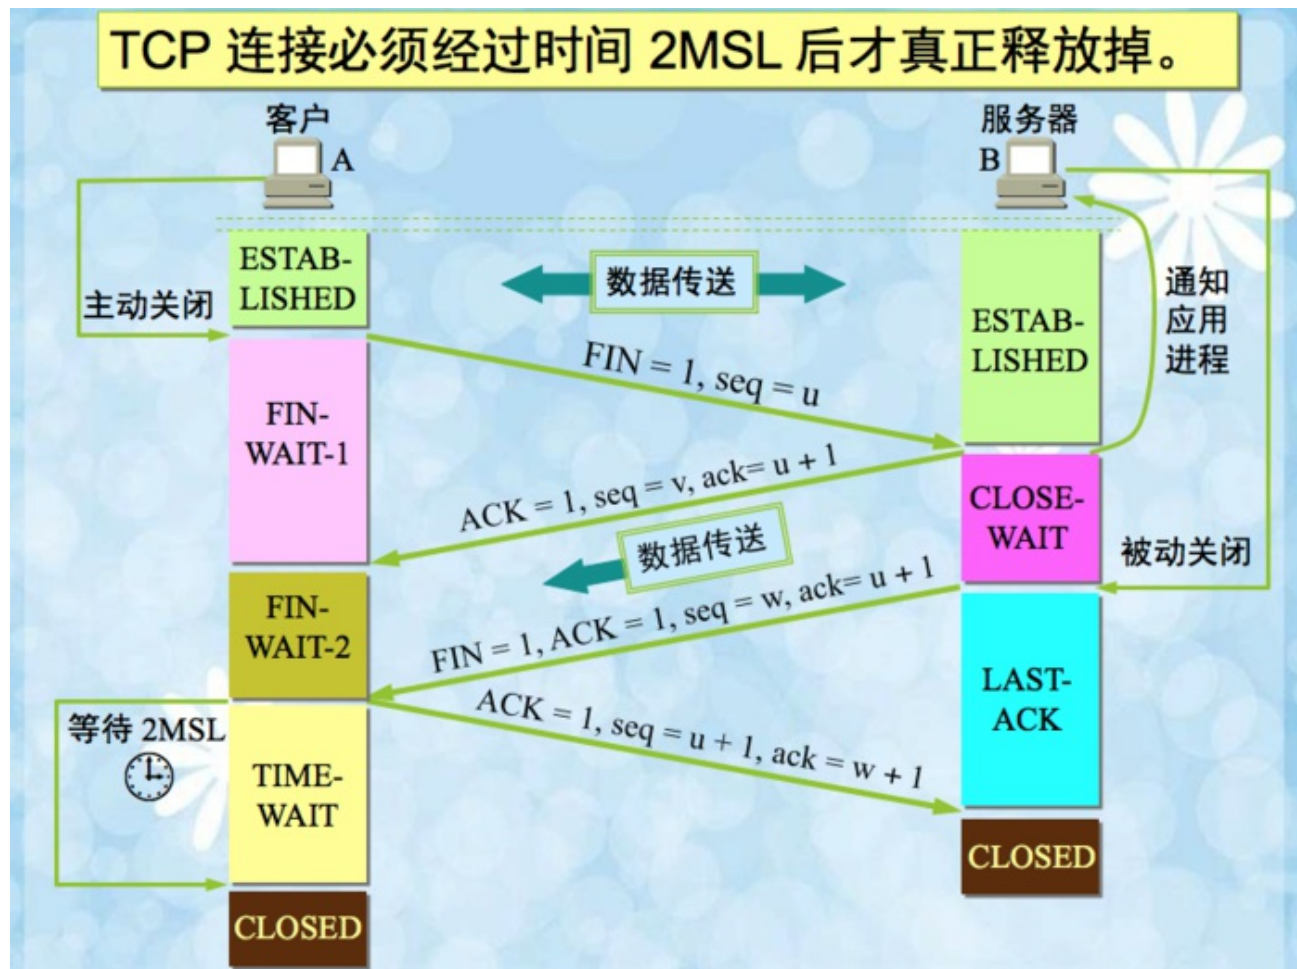 TCP 连接必须经过时间 2MSL 后才真正释放掉。
客户
A
服务器
B
ESTAB-
LISHED
数据传送
主动关闭
ESTAB-
LISHED
通知
应用
进程
FIN = 1, seq = u
FIN-
WAIT-1
ACK = 1, seq = v, ack= u + 1
CLOSE-
WAIT
数据传送
被动关闭
FIN-
WAIT-2
FIN = 1, ACK = 1, seq = w, ack= u + 1
LAST-
ACK
ACK = 1, seq = u + 1, ack = w + 1
等待 2MSL
TIME-
WAIT
CLOSED
CLOSED